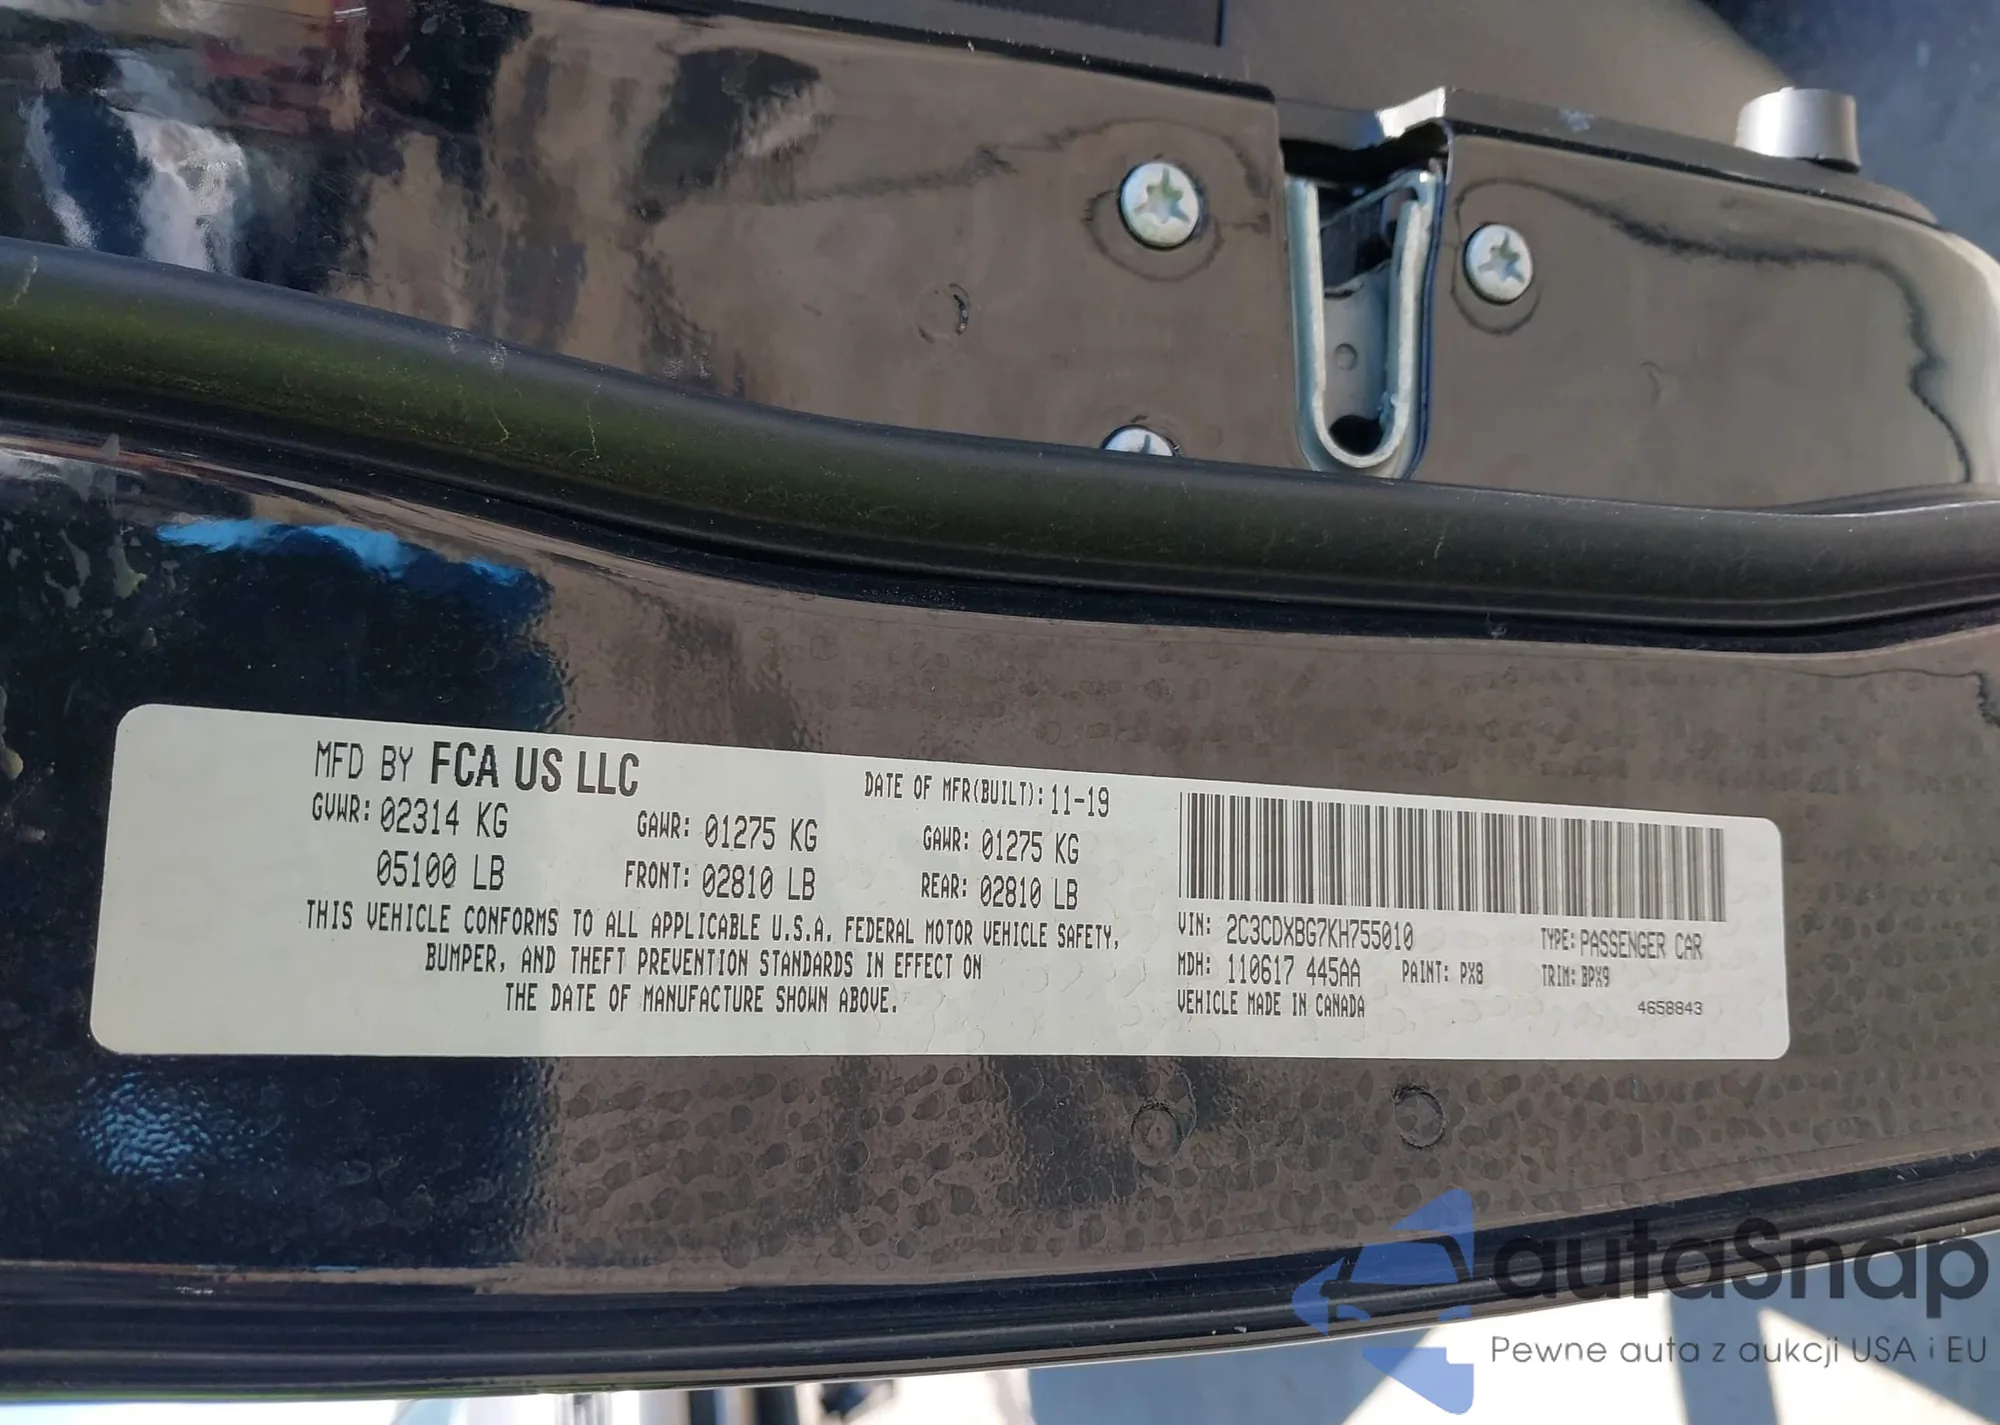 MFD BY FCA US LLC
DATE OF MFR(BUILT): 11-19
GVWR: 02314 KG
GAWR: 01275 KG
GAWR: 01275 KG
05100 LB
FRONT: 02810 LB
REAR: 02810 LB
THIS VEHICLE CONFORMS TO ALL APPLICABLE U.S.A. FEDERAL MOTOR VEHICLE SAFETY,
BUMPER, AND THEFT PREVENTION STANDARDS IN EFFECT ON
THE DATE OF MANUFACTURE SHOWN ABOVE.
VIN: 2C3CDXBG7KH755010
TYPE: PASSENGER CAR
MDH: 110617 445AA
PAINT: PX8
TRIM: BPX9
VEHICLE MADE IN CANADA
4658843
autaSnap
Pewne auta z aukcji USA i EU